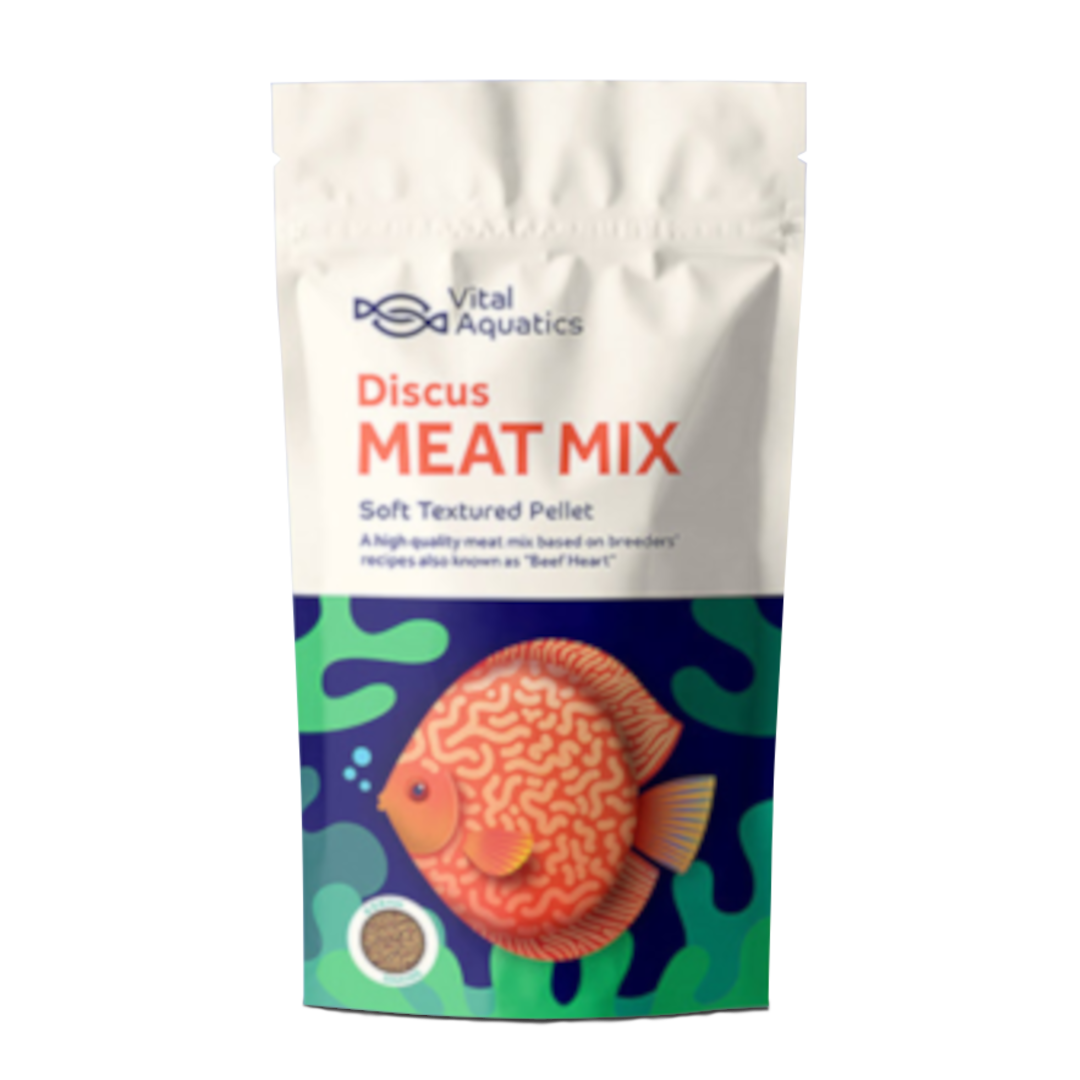 Vital
Aquatics
Discus
MEAT MIX
Soft Textured Pellet
A high quality meat mix based on breeders'
recipes also known as "Beef Heart"